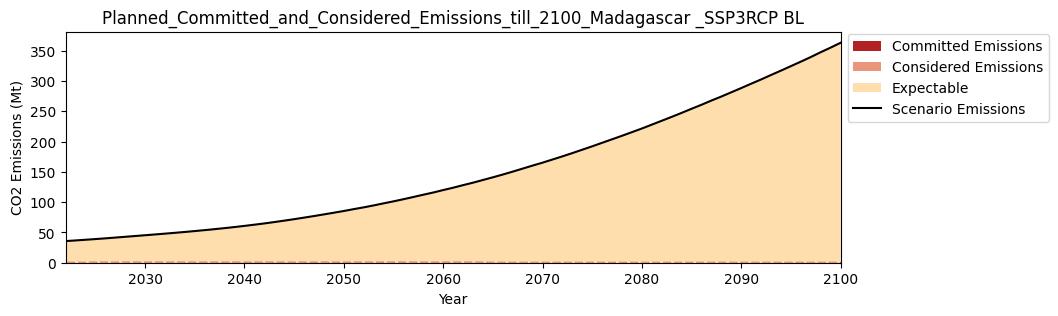 Planned_Committed_and_Considered_Emissions_till_2100_Madagascar _SSP3RCP BL
CO2 Emissions (Mt)
350
300
250
200
150
100
50
0
2030 2040 2050 2060 2070 2080 2090 2100
Year
Committed Emissions
Considered Emissions
Expectable
Scenario Emissions